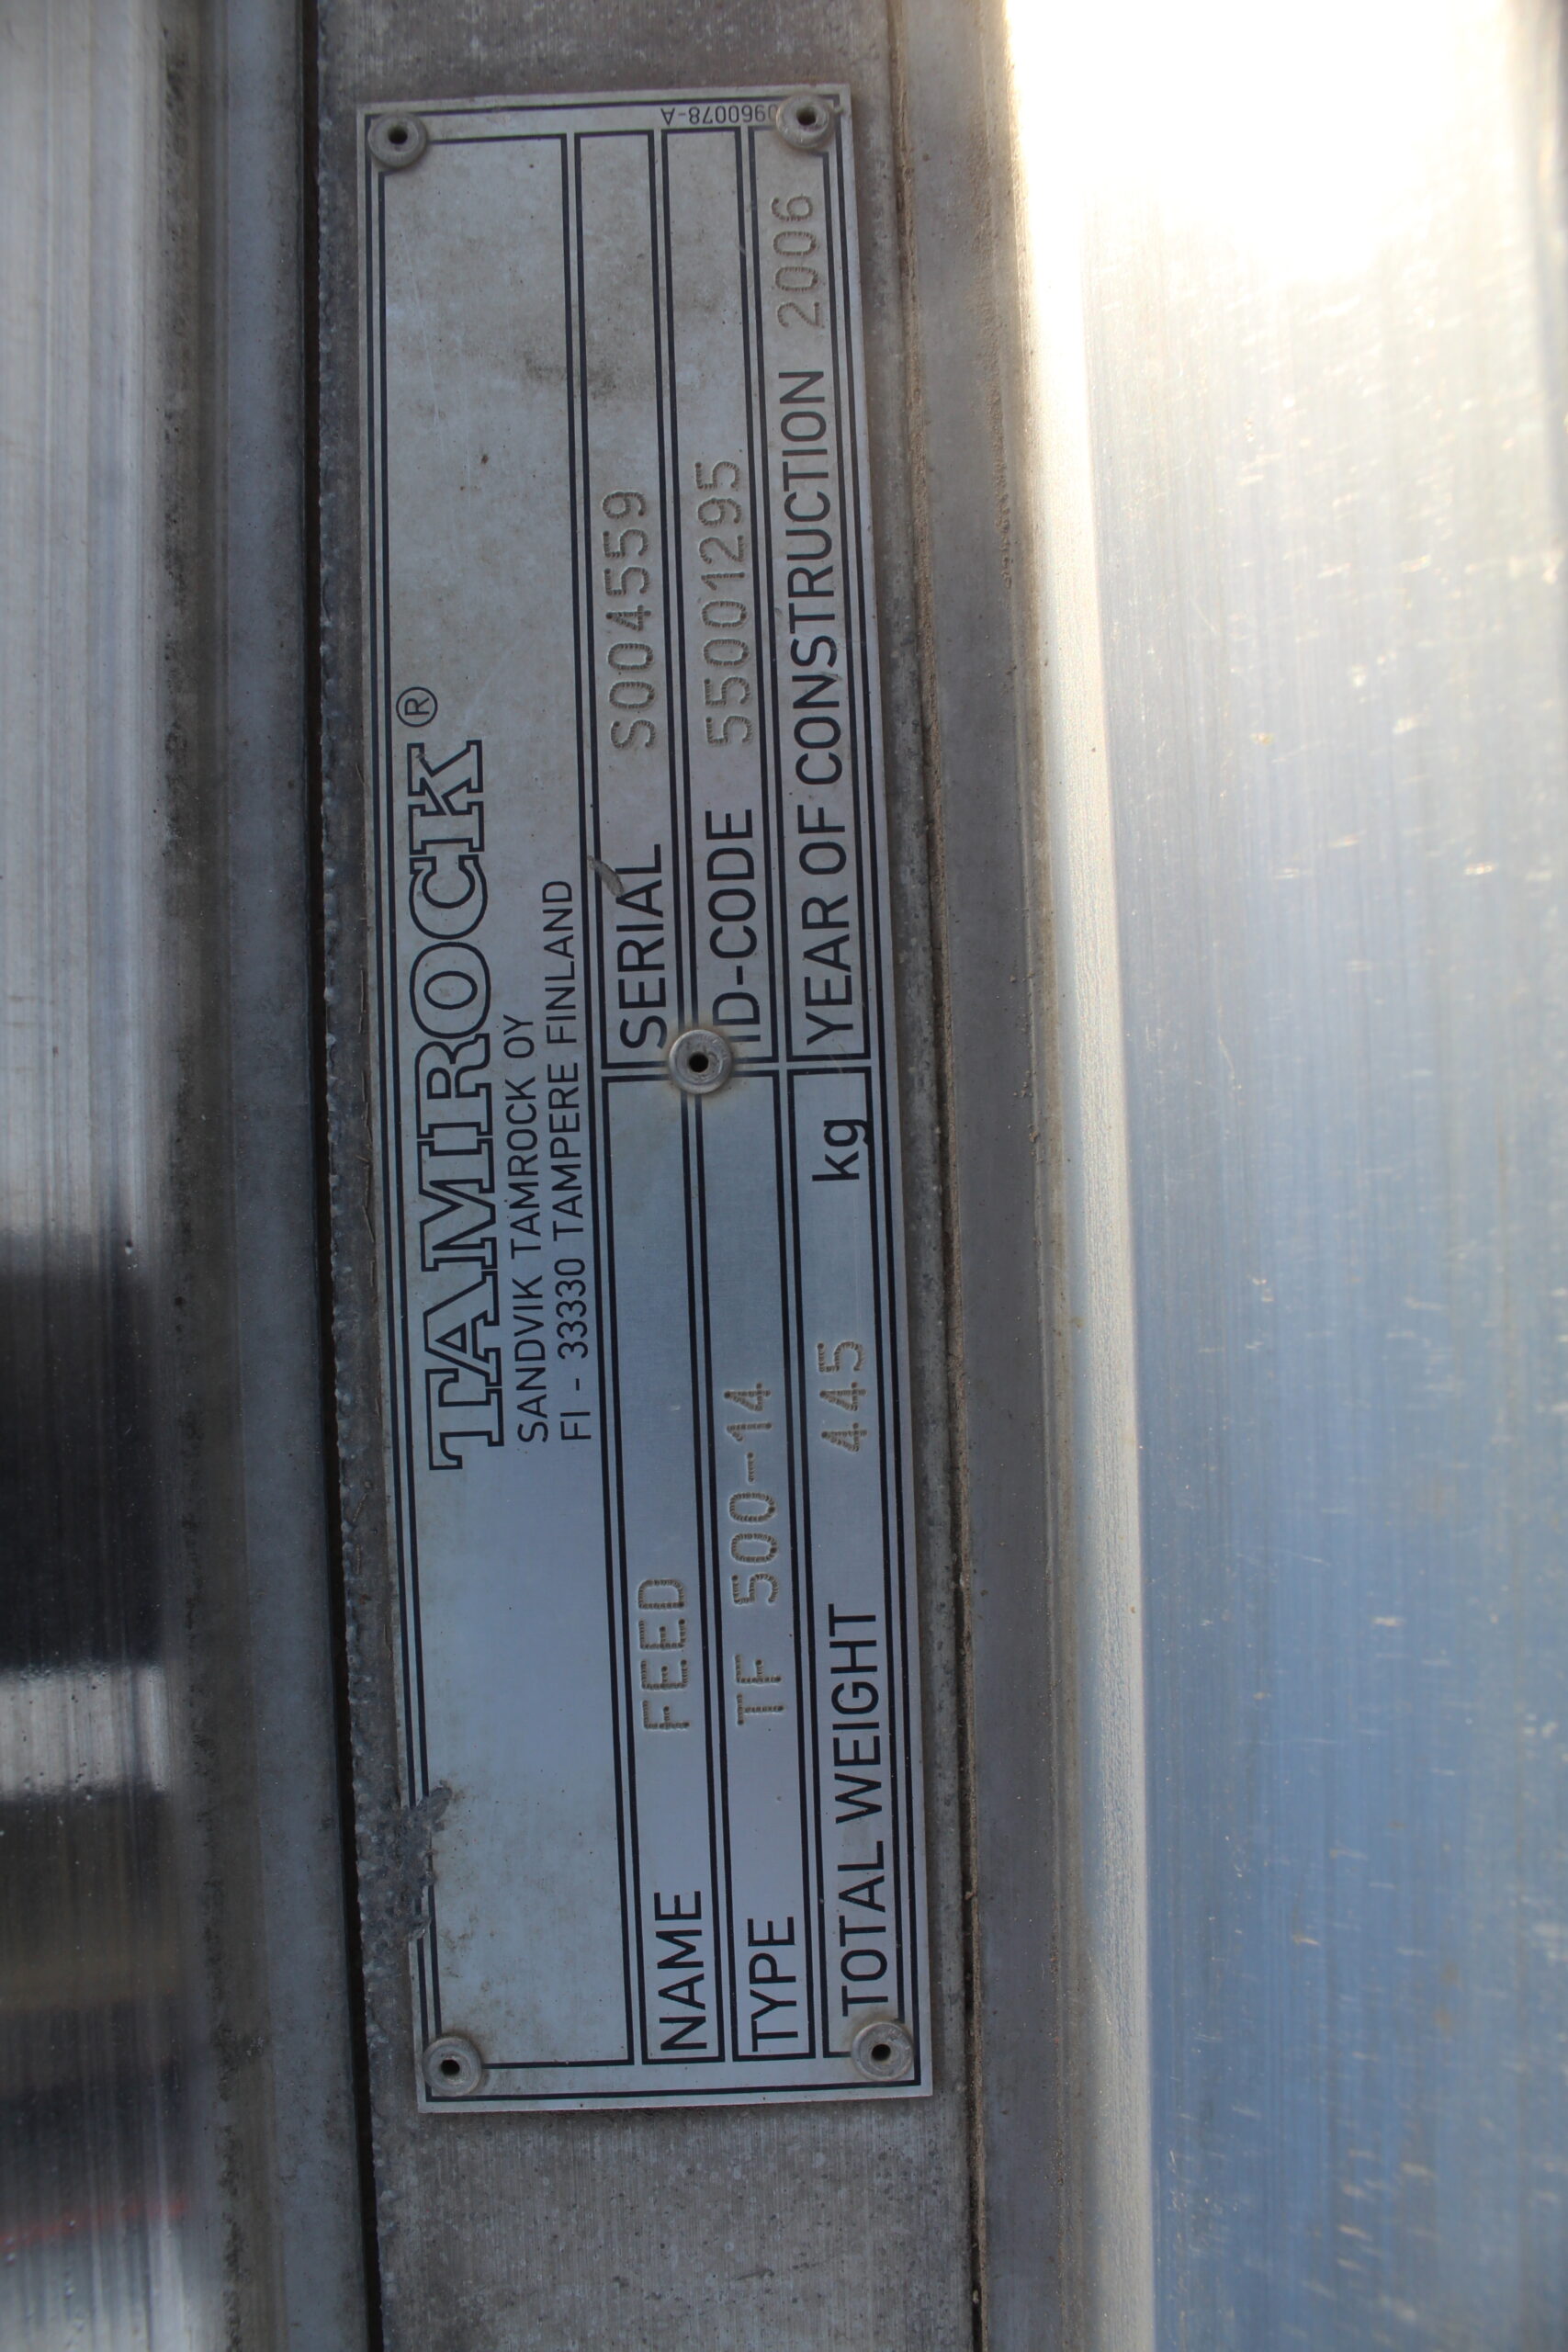 TAMROCK®
SANDVIK TAMROCK OY
FI - 33330 TAMPERE FINLAND
NAME FEED SERIAL S004559
TYPE TF 500-14 ID-CODE 55001295
TOTAL WEIGHT 445 kg YEAR OF CONSTRUCTION 2006
0960078-A